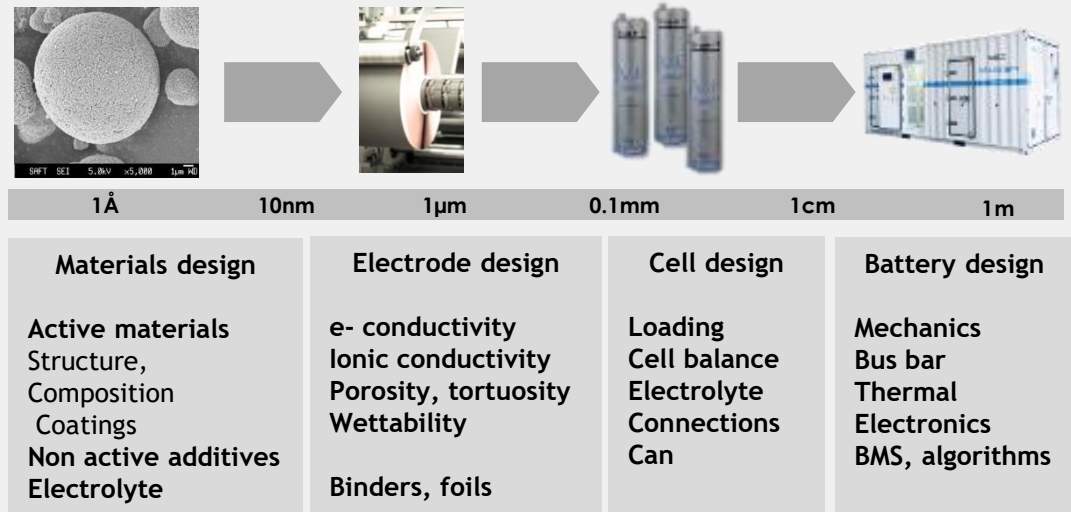 SAFT SEI 5.0kV ×5,000 1µm WD
1Å 10nm 1µm 0.1mm 1cm 1m
Materials design
Active materials
Structure,
Composition
Coatings
Non active additives
Electrolyte
Electrode design
e- conductivity
Ionic conductivity
Porosity, tortuosity
Wettability
Binders, foils
Cell design
Loading
Cell balance
Electrolyte
Connections
Can
Battery design
Mechanics
Bus bar
Thermal
Electronics
BMS, algorithms